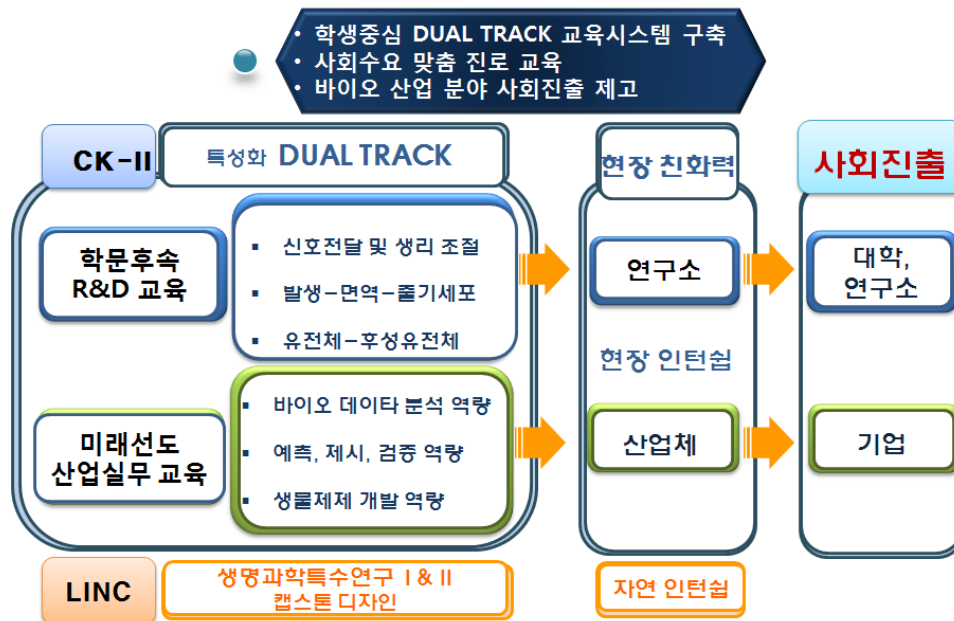 • 학생중심 DUAL TRACK 교육시스템 구축
• 사회수요 맞춤 진로 교육
• 바이오 산업 분야 사회진출 제고
CK-II
특성화 DUAL TRACK
현장 친화력
사회진출
학문후속
R&D 교육
▪ 신호전달 및 생리 조절
▪ 발생-면역-줄기세포
▪ 유전체-후성유전체
연구소
대학,
연구소
현장 인턴쉽
미래선도
산업실무 교육
▪ 바이오 데이타 분석 역량
▪ 예측, 제시, 검증 역량
▪ 생물제제 개발 역량
산업체
기업
LINC
생명과학특수연구 I & II
캡스톤 디자인
자연 인턴쉽